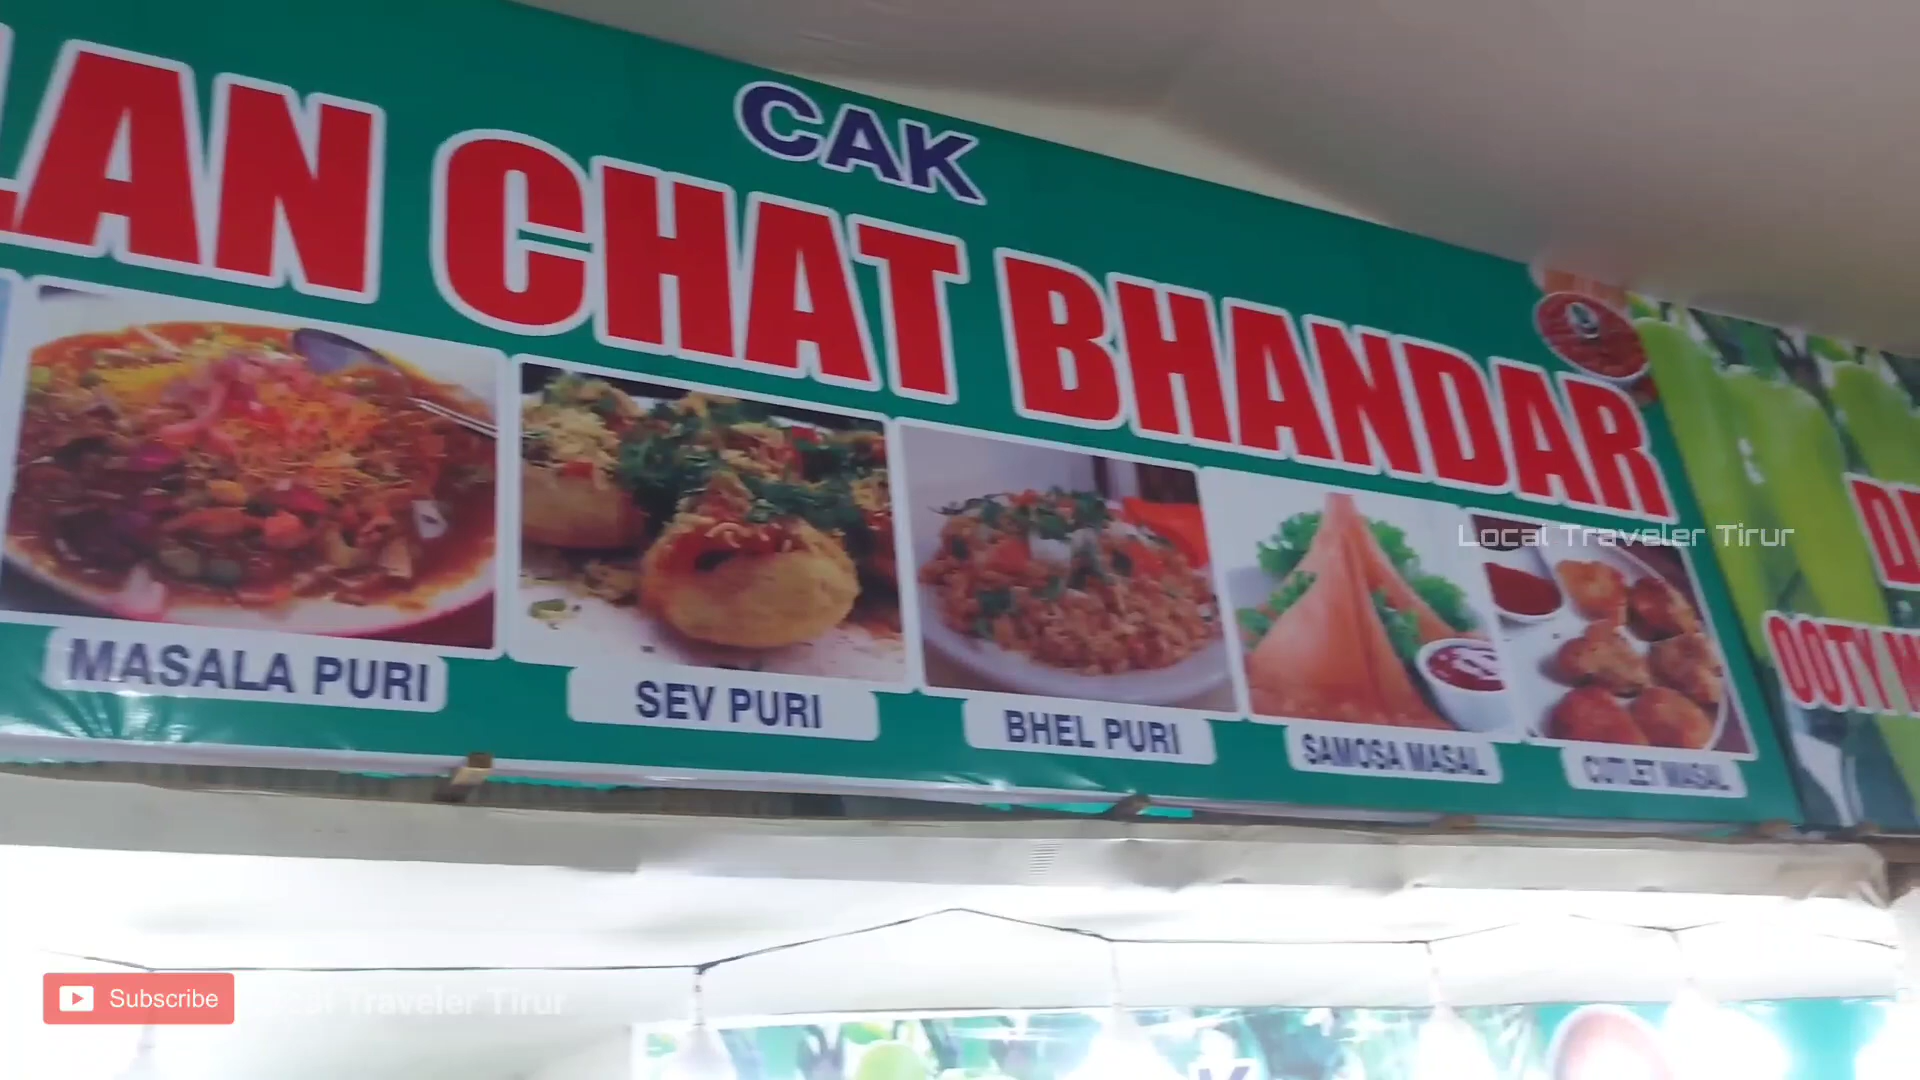 CAK
LAN CHAT BHANDAR
MASALA PURI
SEV PURI
BHEL PURI
SAMOSA MASAL
CUTLET MASAL
OOTY
Local Traveler Tirur
Subscribe
Traveler Tirur